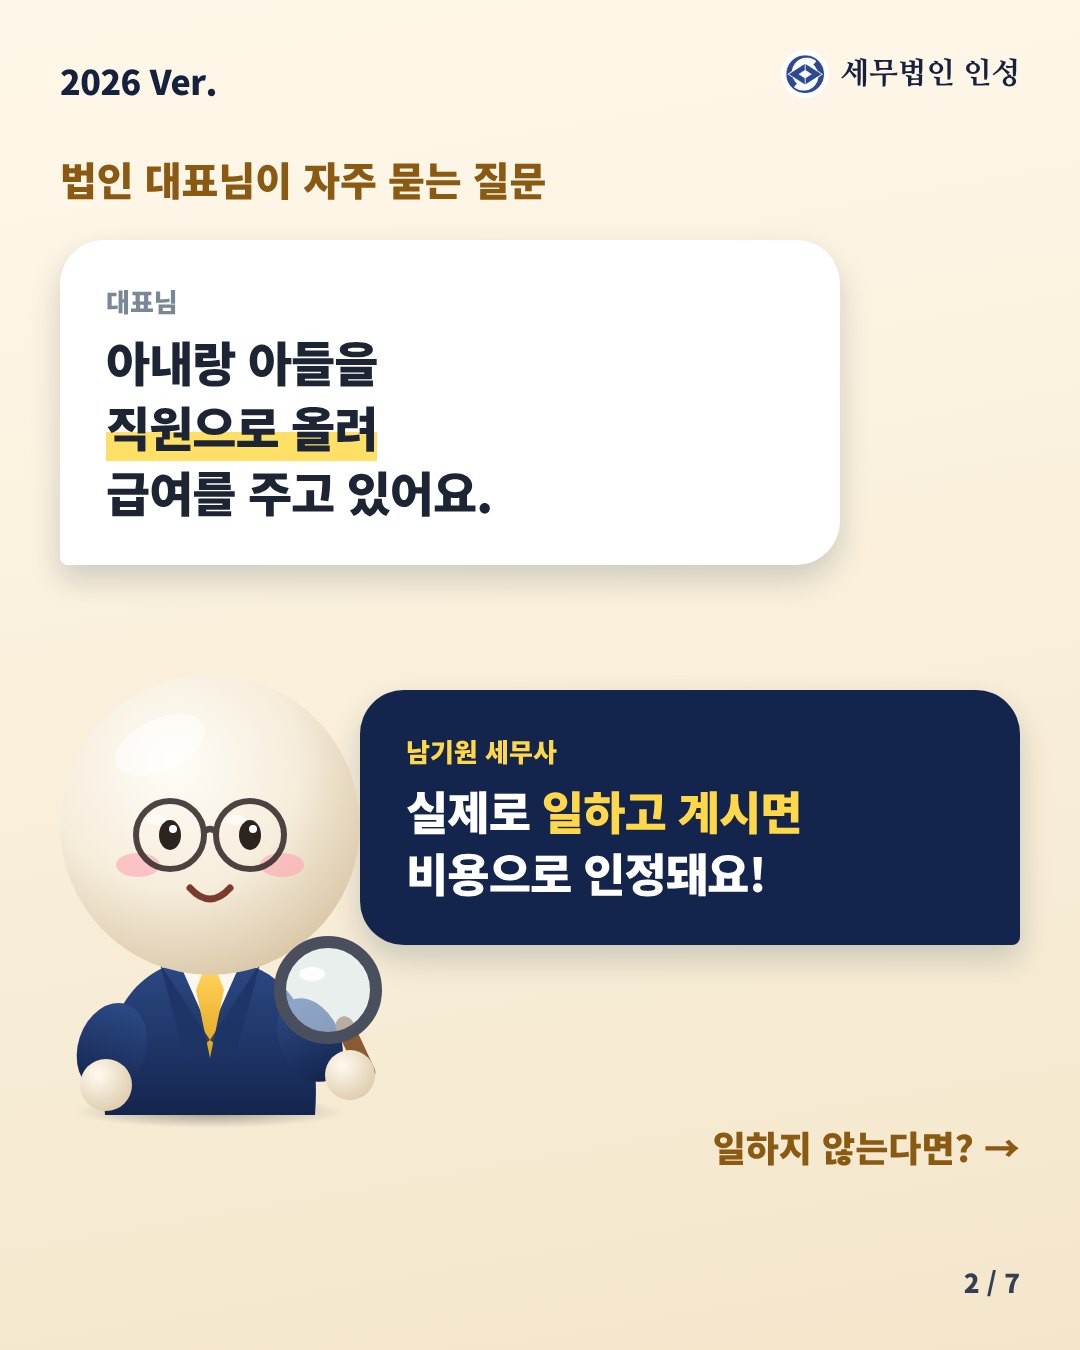 2026 Ver.
세무법인 인성
법인 대표님이 자주 묻는 질문
대표님
아내랑 아들을
직원으로 올려
급여를 주고 있어요.
남기원 세무사
실제로 일하고 계시면
비용으로 인정돼요!
일하지 않는다면? →
2 / 7